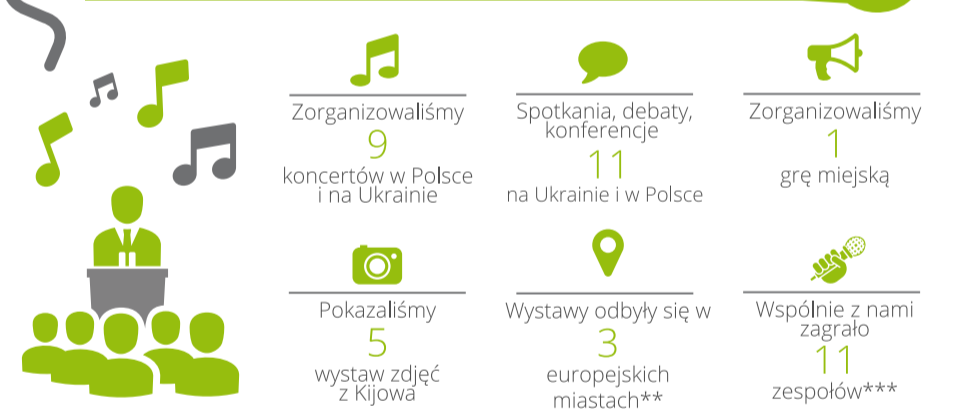 Zorganizowaliśmy
9
koncertów w Polsce
i na Ukrainie
Spotkania, debaty,
konferencje
11
na Ukrainie i w Polsce
Zorganizowaliśmy
1
grę miejską
Pokazaliśmy
5
wystaw zdjęć
z Kijowa
Wystawy odbyły się w
3
europejskich
miastach**
Wspólnie z nami
zagrało
11
zespołów***